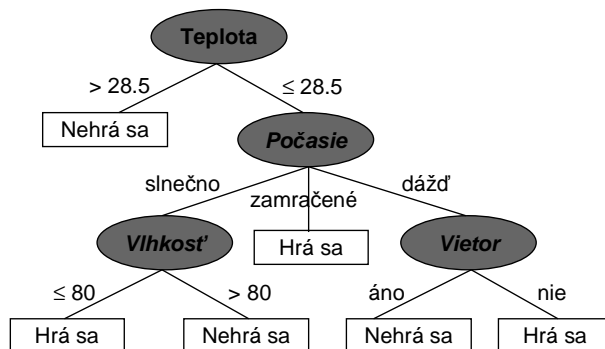 Teplota
> 28.5 ≤ 28.5
Nehrá sa
Počasie
slnečno zamračené dážď
Vlhkosť Hrá sa Vietor
≤ 80 > 80 áno nie
Hrá sa Nehrá sa Nehrá sa Hrá sa